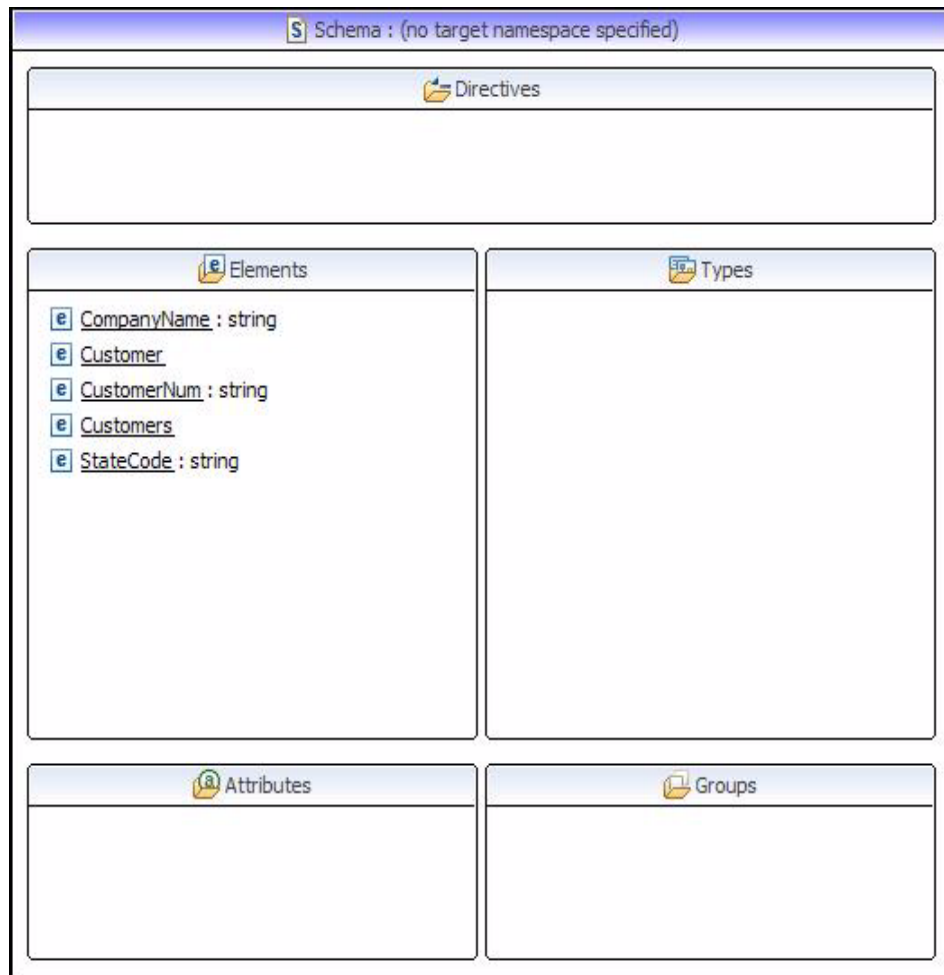 S Schema : (no target namespace specified)
Directives
e Elements
Types
e CompanyName : string
e Customer
e CustomerNum : string
e Customers
e StateCode : string
a Attributes
Groups